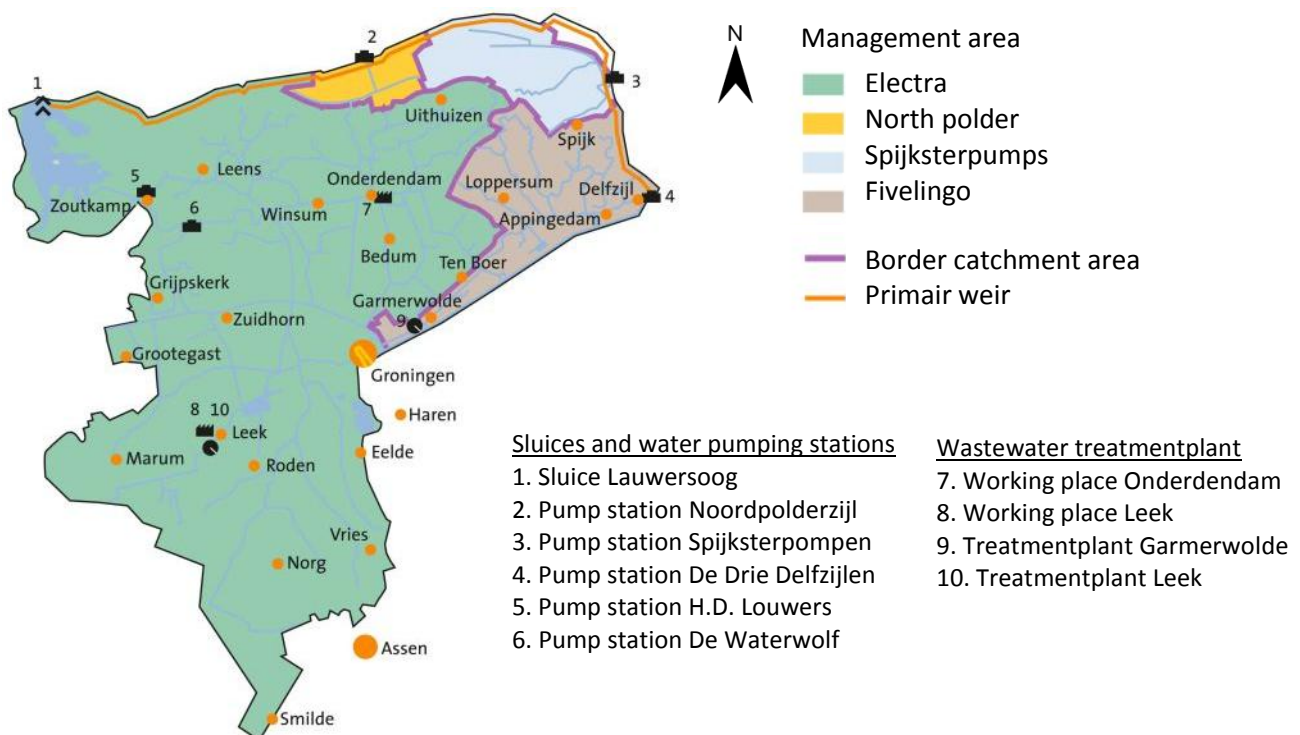 N
Management area
Electra
North polder
Spijksterpumps
Fivelingo
Border catchment area
Primair weir
1
2
3
Uithuizen
Spijk
5
Leens
Onderdendam
Loppersum
Delfzijl
Zoutkamp
6
Winsum
7
4
Appingedam
Bedum
Ten Boer
Grijpskerk
Garmerwolde
Zuidhorn
9
Grootegast
Groningen
8 10
Haren
Leek
Marum
Roden
Eelde
Vries
Norg
Assen
Smilde
Sluices and water pumping stations
1. Sluice Lauwersoog
2. Pump station Noordpolderzijl
3. Pump station Spijksterpompen
4. Pump station De Drie Delfzijlen
5. Pump station H.D. Louwers
6. Pump station De Waterwolf
Wastewater treatmentplant
7. Working place Onderdendam
8. Working place Leek
9. Treatmentplant Garmerwolde
10. Treatmentplant Leek